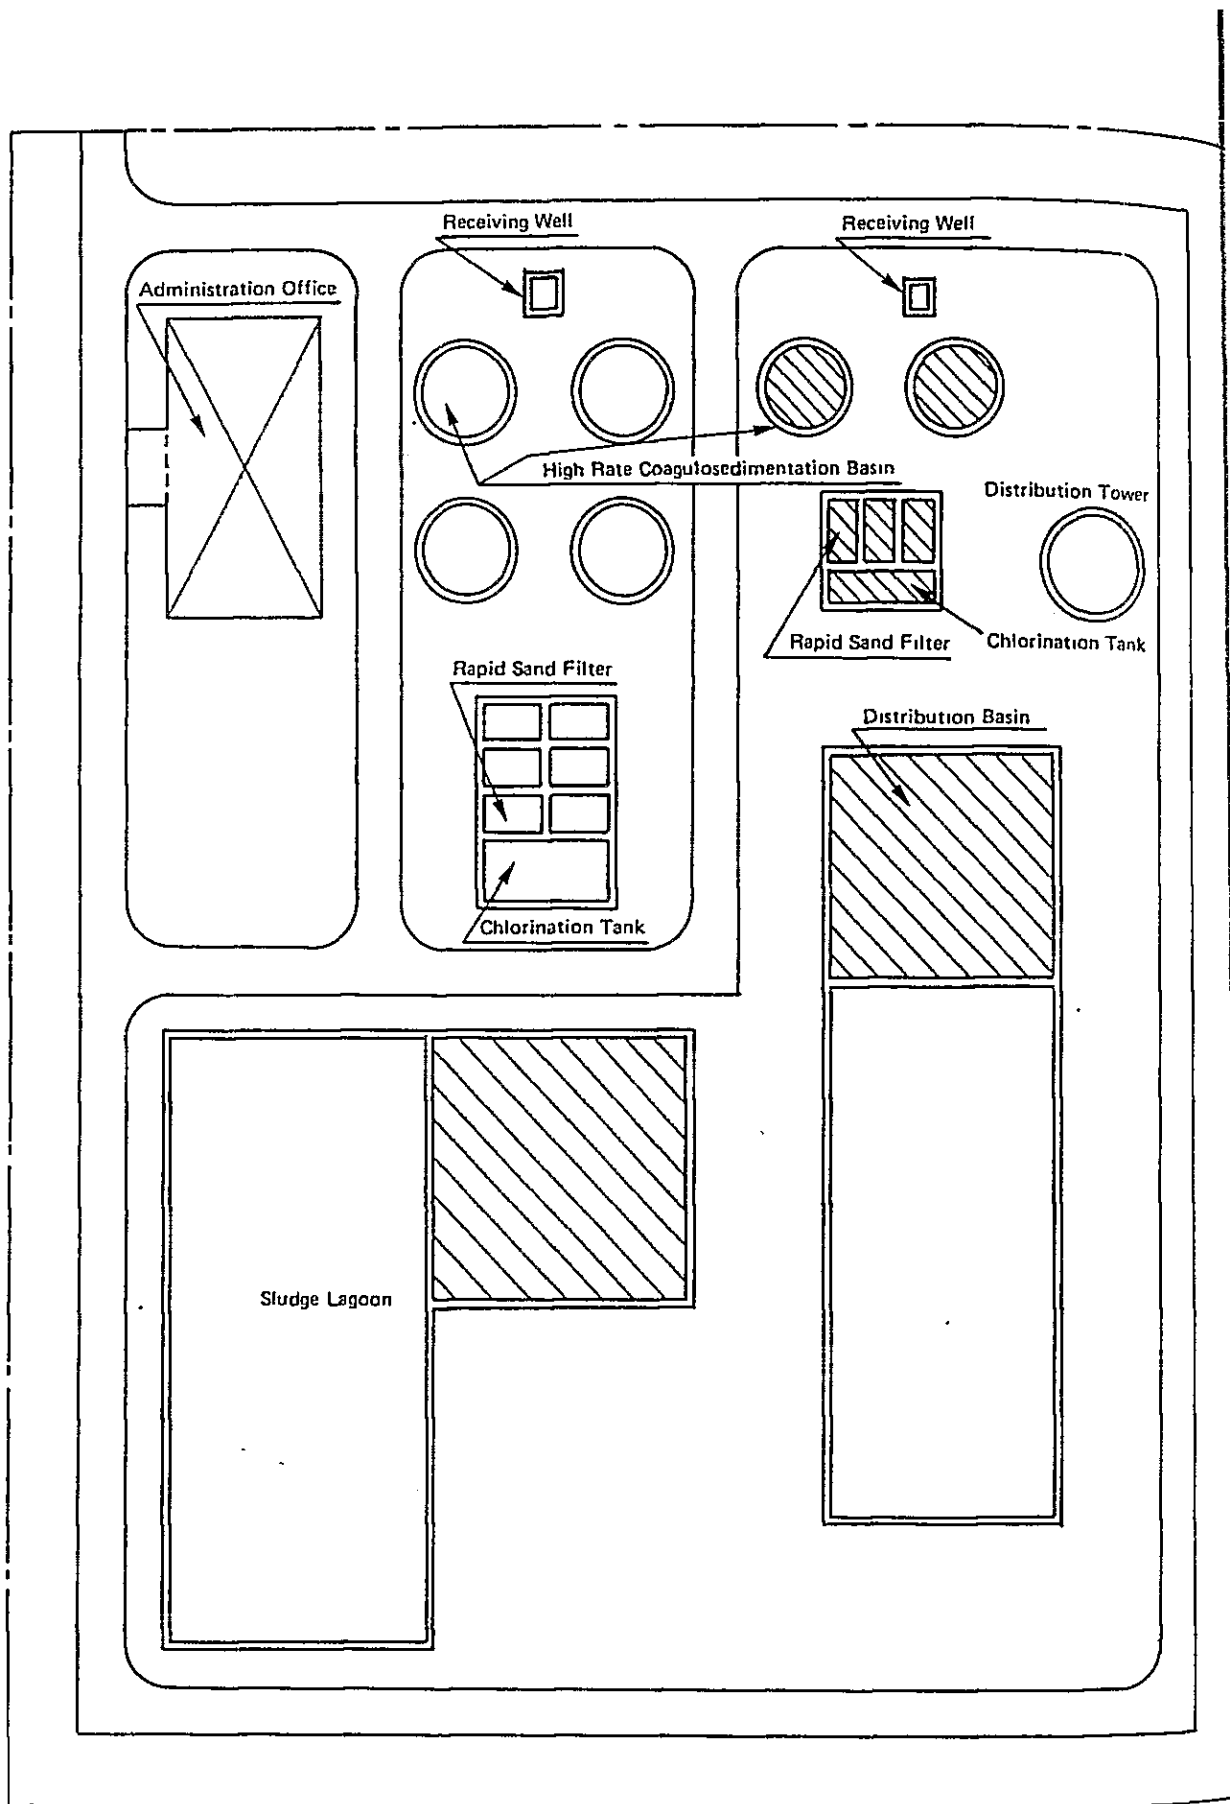 Receiving Well
Receiving Well
Administration Office
High Rate Coagulosedimentation Basin
Distribution Tower
Rapid Sand Filter
Chlorination Tank
Rapid Sand Filter
Distribution Basin
Chlorination Tank
Sludge Lagoon